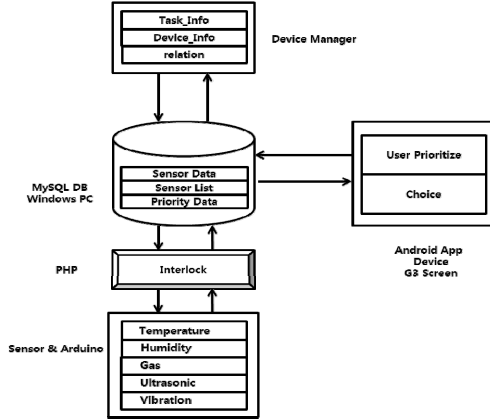 Task_Info
Device_Info
relation
Device Manager
Sensor Data
Sensor List
Priority Data
MySQL DB
Windows PC
User Prioritize
Choice
Android App
Device
G3 Screen
PHP
Interlock
Sensor & Arduino
Temperature
Humidity
Gas
Ultrasonic
Vibration